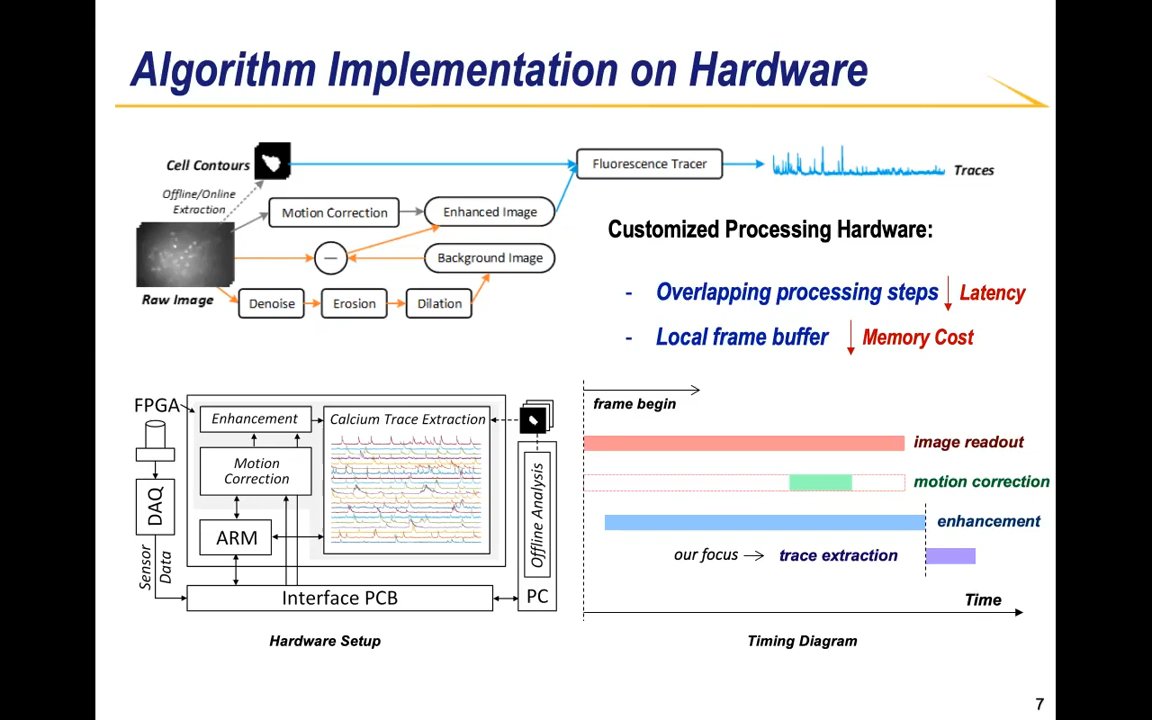 Algorithm Implementation on Hardware
Cell Contours
Fluorescence Tracer
Traces
Offline/Online
Extraction
Motion Correction
Enhanced Image
Background Image
Raw Image
Denoise
Erosion
Dilation
Customized Processing Hardware:
- Overlapping processing steps Latency
- Local frame buffer Memory Cost
FPGA
Enhancement
Calcium Trace Extraction
Motion
Correction
DAQ
ARM
Sensor
Data
Offline Analysis
Interface PCB
PC
Hardware Setup
frame begin
image readout
motion correction
enhancement
our focus
trace extraction
Time
Timing Diagram
7